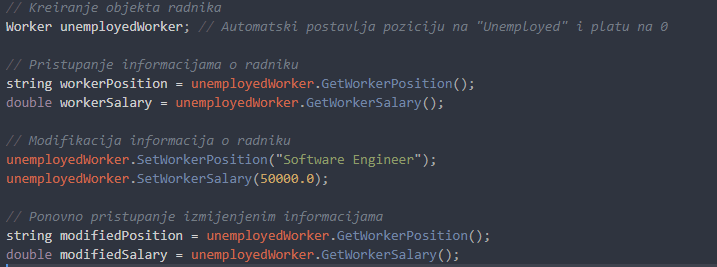 // Kreiranje objekta radnika
Worker unemployedWorker; // Automatski postavlja poziciju na "Unemployed" i platu na 0
// Pristupanje informacijama o radniku
string workerPosition = unemployedWorker.GetWorkerPosition();
double workerSalary = unemployedWorker.GetWorkerSalary();
// Modifikacija informacija o radniku
unemployedWorker.SetWorkerPosition("Software Engineer");
unemployedWorker.SetWorkerSalary(50000.0);
// Ponovno pristupanje izmijenjenim informacijama
string modifiedPosition = unemployedWorker.GetWorkerPosition();
double modifiedSalary = unemployedWorker.GetWorkerSalary();